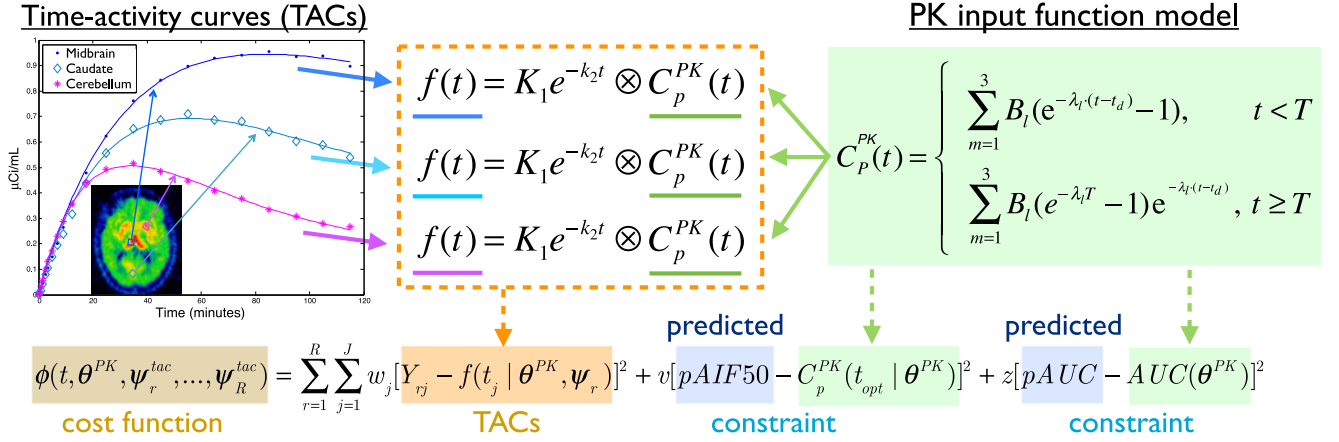 Time-activity curves (TACs)
PK input function model
Midbrain
Caudate
Cerebellum
μCi/mL
1
0.9
0.8
0.7
0.6
0.5
0.4
0.3
0.2
0.1
0
0 20 40 60 80 100 120
Time (minutes)
f(t) = K₁e^{-k₂t} ⊗ C_p^{PK}(t)
f(t) = K₁e^{-k₂t} ⊗ C_p^{PK}(t)
f(t) = K₁e^{-k₂t} ⊗ C_p^{PK}(t)
C_P^{PK}(t) = {
∑_{m=1}^{3} B_l(e^{-λ_l·(t-t_d)} - 1), t < T
∑_{m=1}^{3} B_l(e^{-λ_l T} - 1)e^{-λ_l·(t-t_d)}, t ≥ T
predicted
predicted
ϕ(t, θ^{PK}, ψ_r^{tac},..., ψ_R^{tac}) = ∑_{r=1}^{R} ∑_{j=1}^{J} w_j[Y_{rj} - f(t_j | θ^{PK}, ψ_r)]² + v[pAIF50 - C_p^{PK}(t_{opt} | θ^{PK})]² + z[pAUC - AUC(θ^{PK})]²
cost function
TACs
constraint
constraint